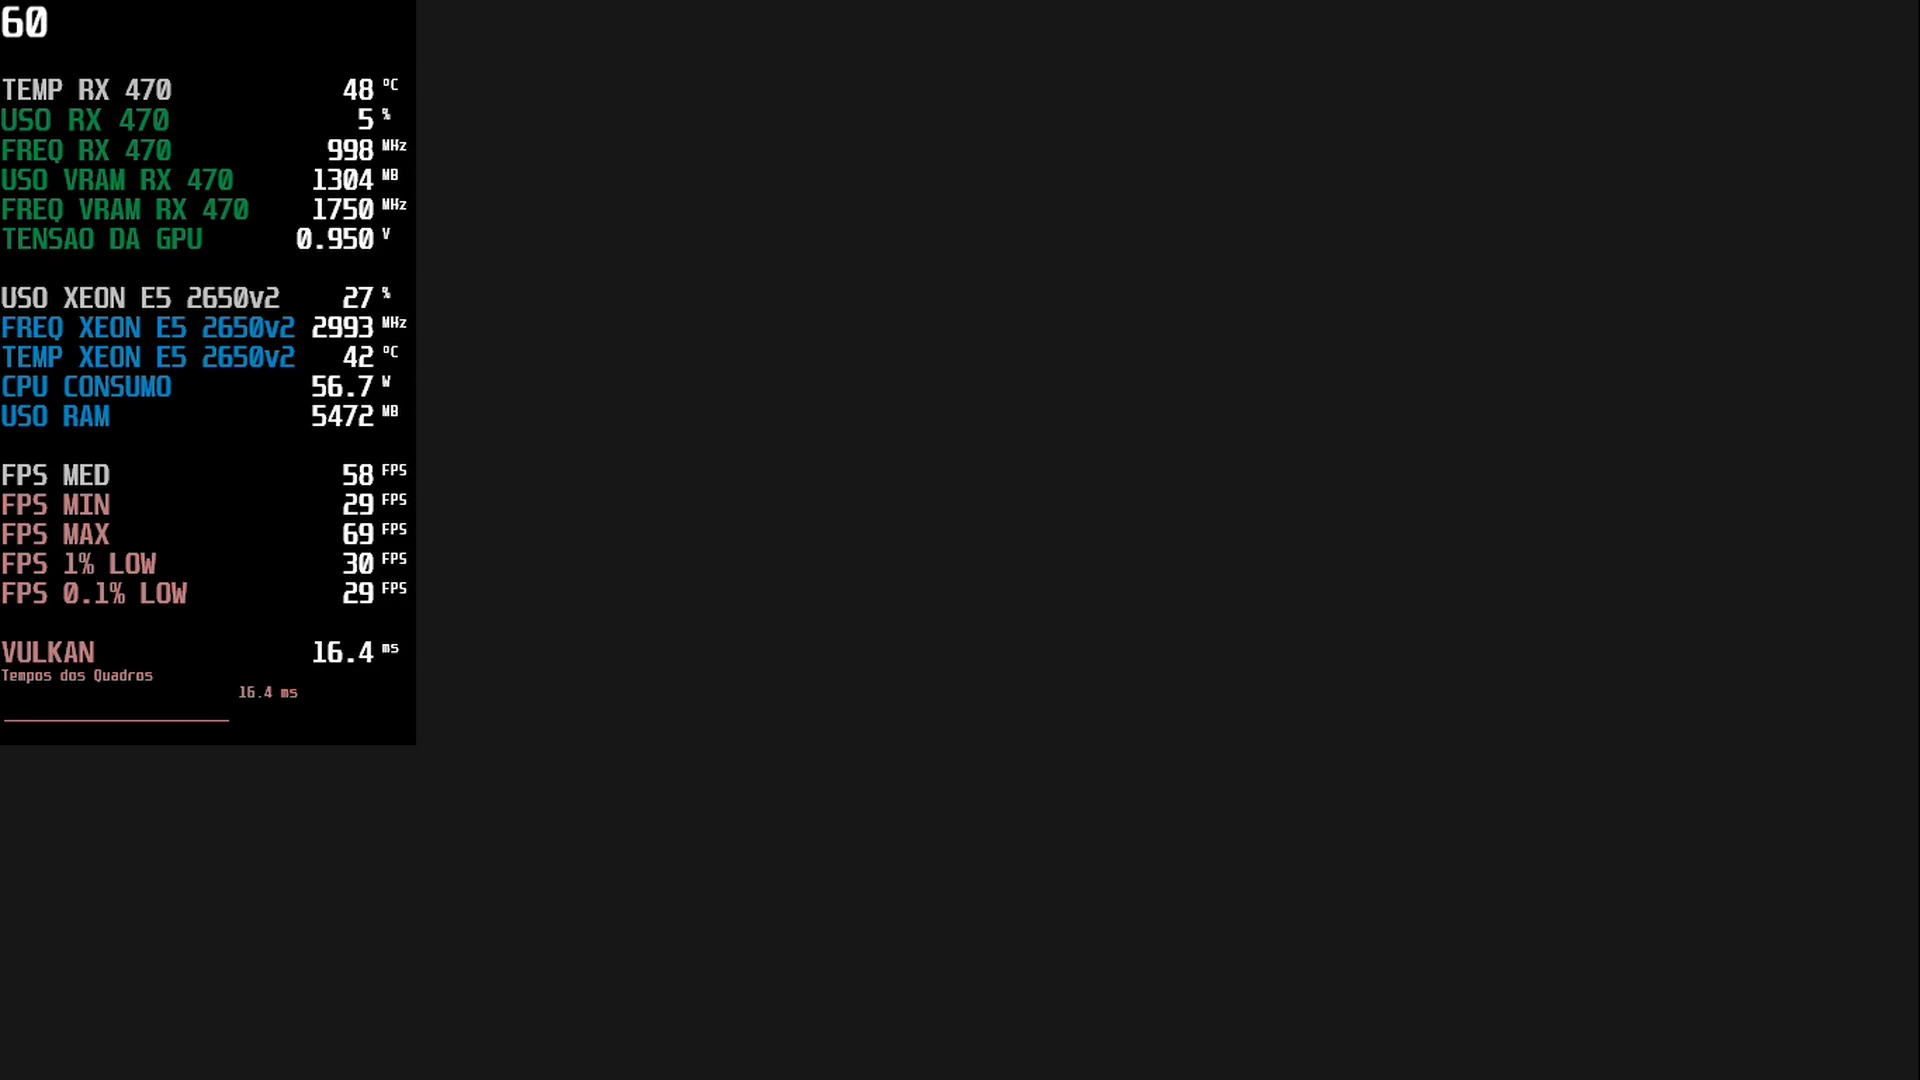 60
TEMP RX 470 48 °C
USO RX 470 5 %
FREQ RX 470 998 MHz
USO VRAM RX 470 1304 MB
FREQ VRAM RX 470 1750 MHz
TENSAO DA GPU 0.950 V
USO XEON E5 2650v2 27 %
FREQ XEON E5 2650v2 2993 MHz
TEMP XEON E5 2650v2 42 °C
CPU CONSUMO 56.7 W
USO RAM 5472 MB
FPS MED 58 FPS
FPS MIN 29 FPS
FPS MAX 69 FPS
FPS 1% LOW 30 FPS
FPS 0.1% LOW 29 FPS
VULKAN 16.4 ms
Tempos dos Quadros
16.4 ms